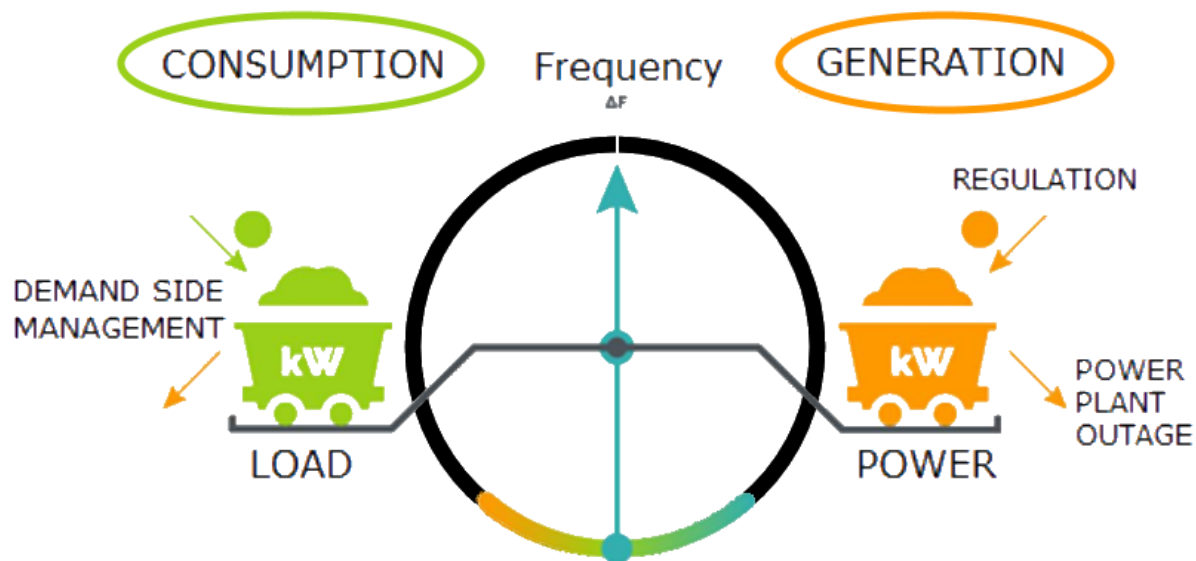 CONSUMPTION
Frequency
ΔF
GENERATION
REGULATION
DEMAND SIDE
MANAGEMENT
kW
kW
POWER
PLANT
OUTAGE
LOAD
POWER